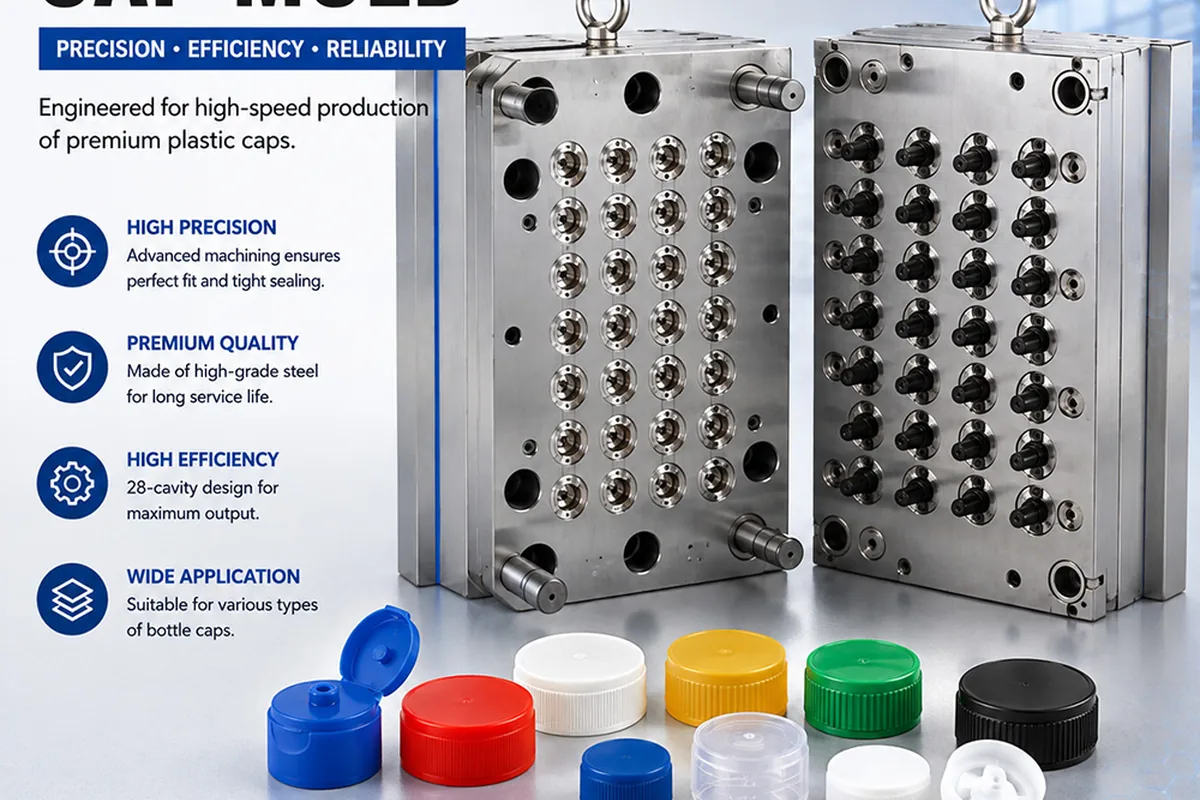 CAP MOLD
PRECISION • EFFICIENCY • RELIABILITY
Engineered for high-speed production
of premium plastic caps.
HIGH PRECISION
Advanced machining ensures
perfect fit and tight sealing.
PREMIUM QUALITY
Made of high-grade steel
for long service life.
HIGH EFFICIENCY
28-cavity design for
maximum output.
WIDE APPLICATION
Suitable for various types
of bottle caps.